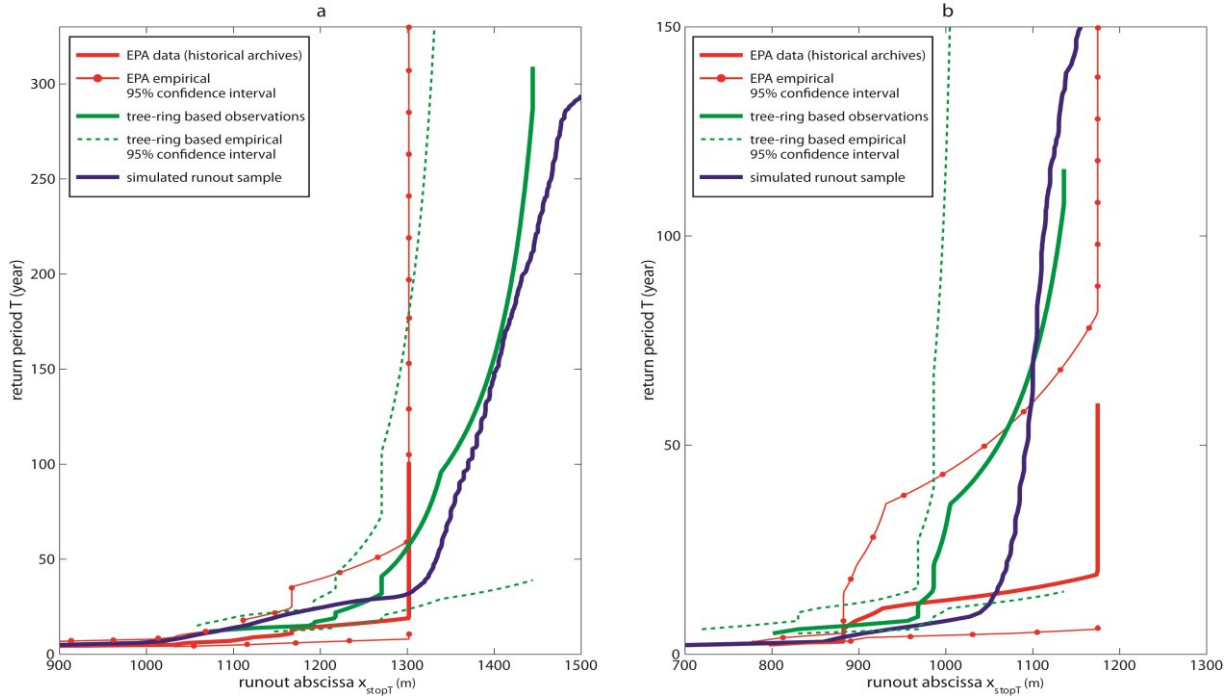 a
EPA data (historical archives)
EPA empirical
95% confidence interval
tree-ring based observations
tree-ring based empirical
95% confidence interval
simulated runout sample
return period T (year)
300
250
200
150
100
50
0
900 1000 1100 1200 1300 1400 1500
runout abscissa x_stopT (m)
b
EPA data (historical archives)
EPA empirical
95% confidence interval
tree-ring based observations
tree-ring based empirical
95% confidence interval
simulated runout sample
return period T (year)
150
100
50
0
700 800 900 1000 1100 1200 1300
runout abscissa x_stopT (m)